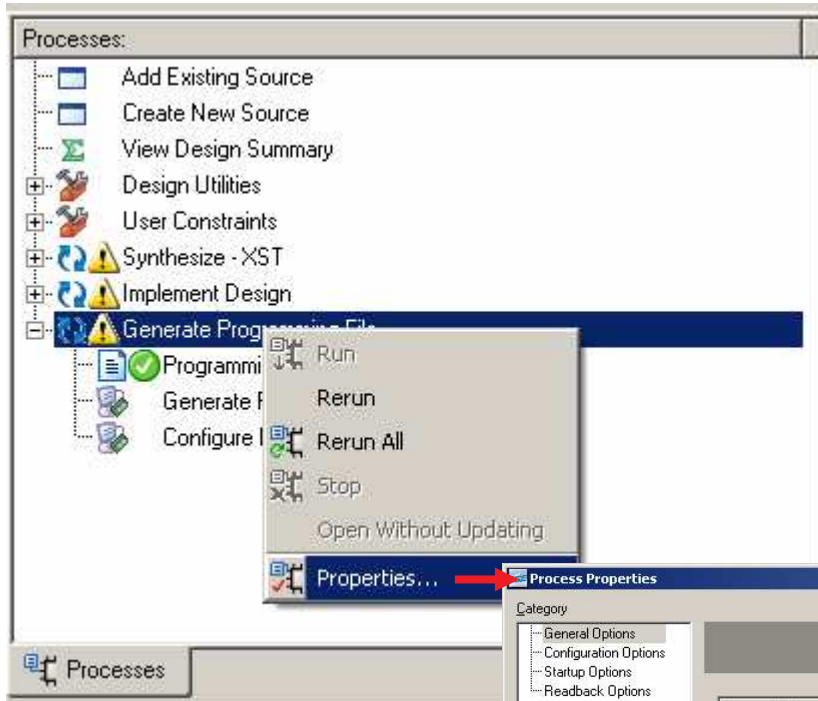 Processes:
Add Existing Source
Create New Source
View Design Summary
Design Utilities
User Constraints
Synthesize - XST
Implement Design
Generate Programming File
Programmi
Generate
Configure
Run
Rerun
Rerun All
Stop
Open Without Updating
Properties...
Processes
Process Properties
Category
General Options
Configuration Options
Startup Options
Readback Options